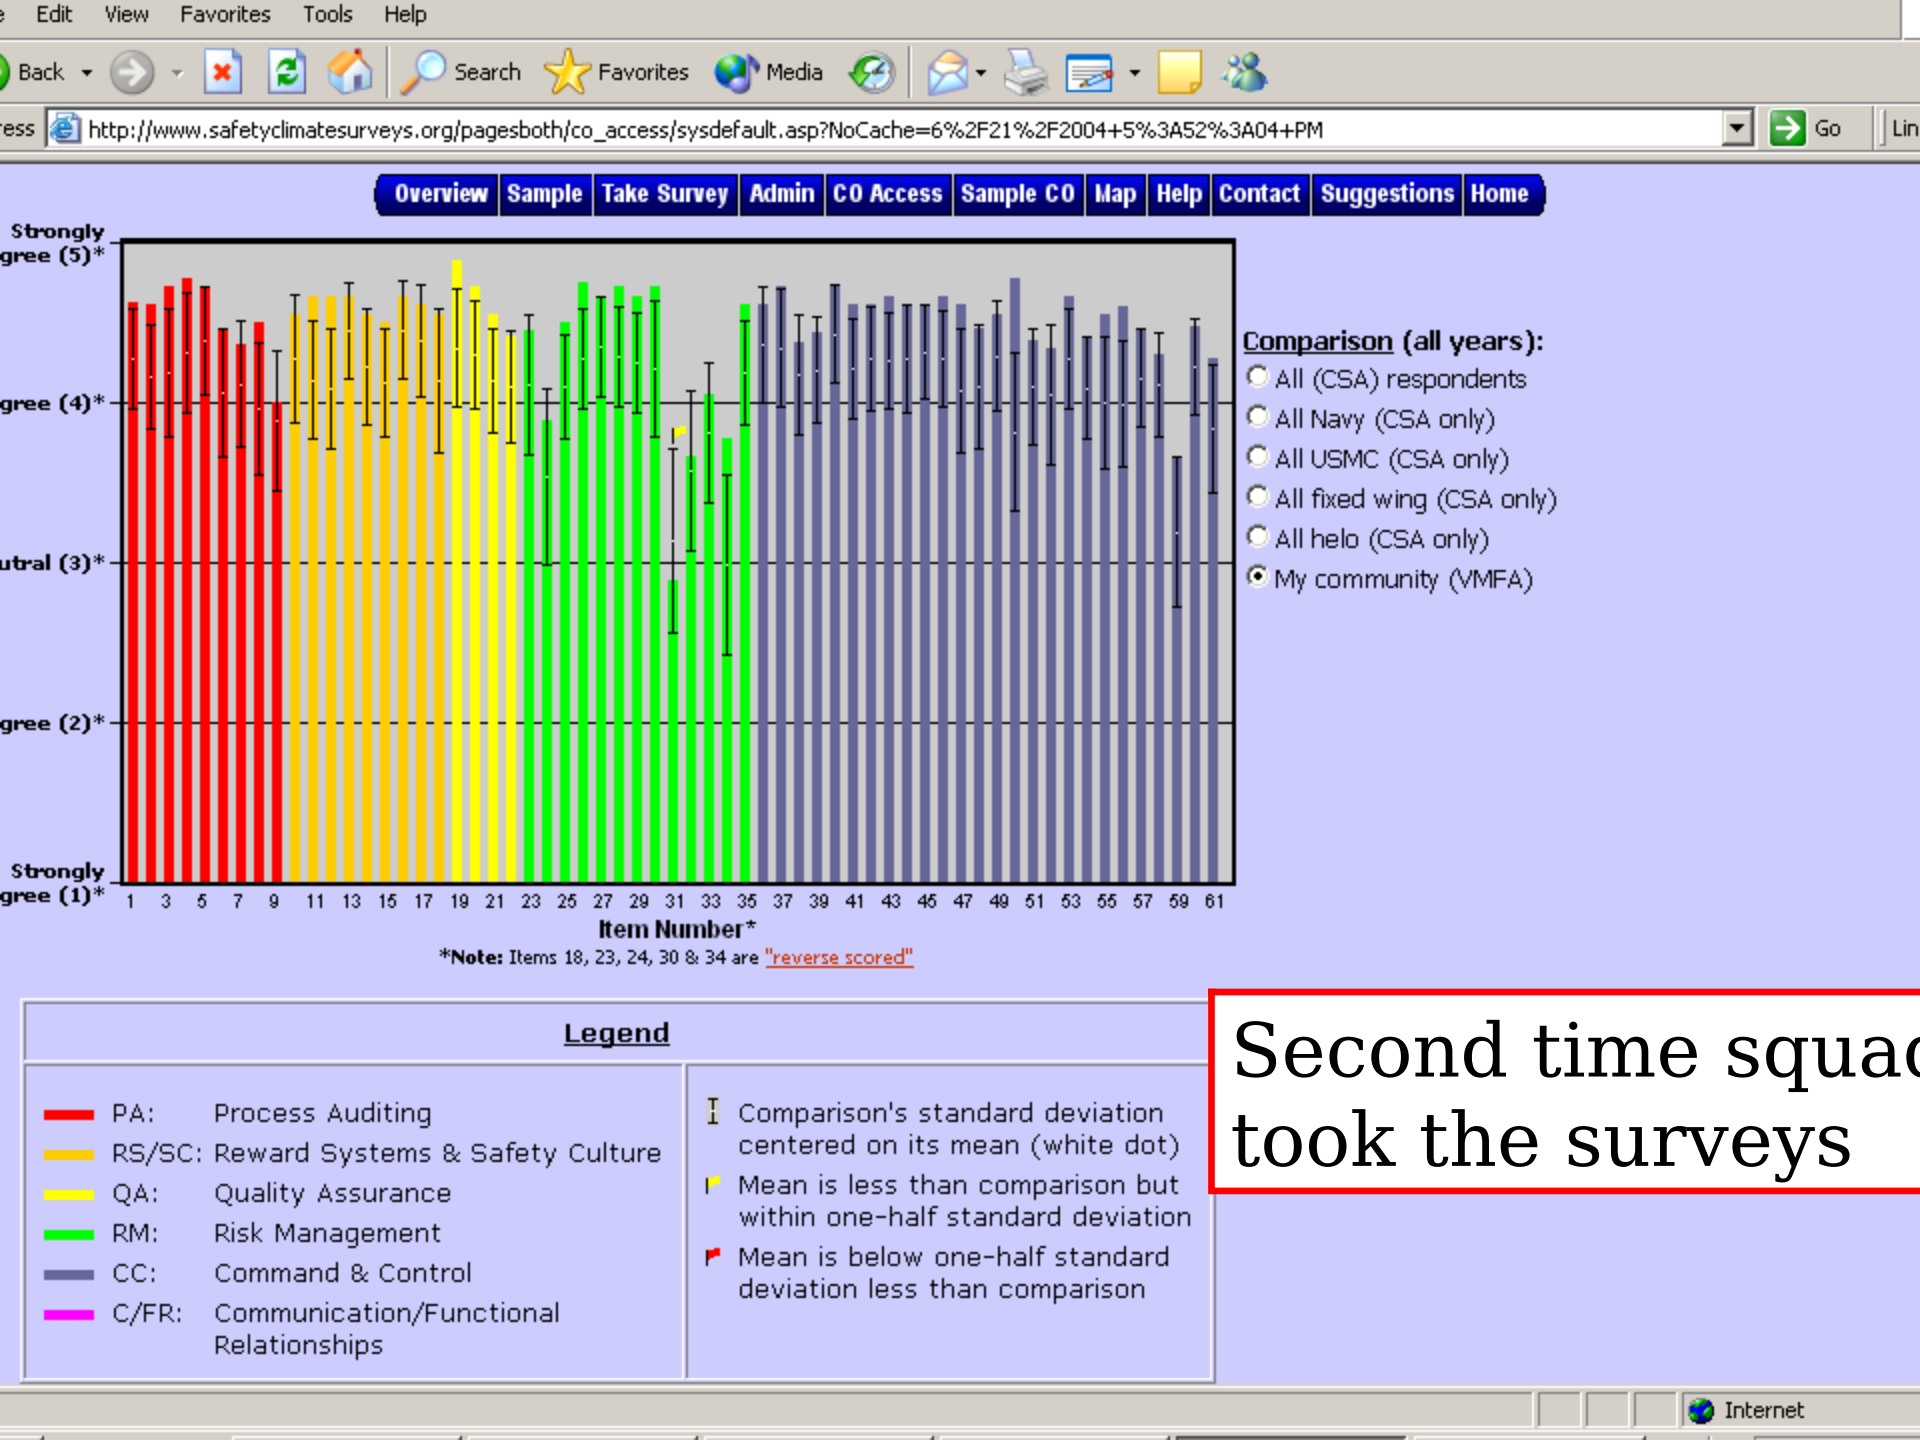 Edit View Favorites Tools Help
Back Search Favorites Media
ess http://www.safetyclimatesurveys.org/pagesboth/co_access/sysdefault.asp?NoCache=6%2F21%2F2004+5%3A52%3A04+PM Go Lin
Overview Sample Take Survey Admin CO Access Sample CO Map Help Contact Suggestions Home
Strongly
gree (5)*
gree (4)*
utral (3)*
gree (2)*
Strongly
gree (1)*
1 3 5 7 9 11 13 15 17 19 21 23 25 27 29 31 33 35 37 39 41 43 45 47 49 51 53 55 57 59 61
Item Number*
*Note: Items 18, 23, 24, 30 & 34 are "reverse scored"
Comparison (all years):
All (CSA) respondents
All Navy (CSA only)
All USMC (CSA only)
All fixed wing (CSA only)
All helo (CSA only)
My community (VMFA)
Legend
PA: Process Auditing
RS/SC: Reward Systems & Safety Culture
QA: Quality Assurance
RM: Risk Management
CC: Command & Control
C/FR: Communication/Functional
Relationships
Comparison's standard deviation
centered on its mean (white dot)
Mean is less than comparison but
within one-half standard deviation
Mean is below one-half standard
deviation less than comparison
Second time squad
took the surveys
Internet